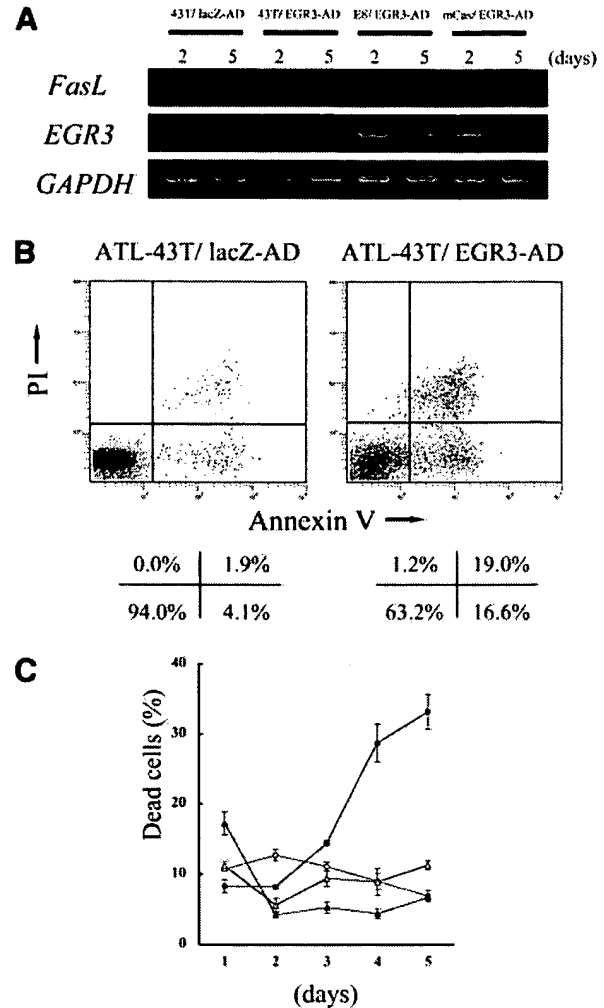 A
43T/ lacZ-AD 43T/ EGR3-AD E8/ EGR3-AD mCas/ EGR3-AD
2 5 2 5 2 5 2 5 (days)
FasL
EGR3
GAPDH
B
ATL-43T/ lacZ-AD ATL-43T/ EGR3-AD
PI
Annexin V
0.0% 1.9% 1.2% 19.0%
94.0% 4.1% 63.2% 16.6%
C
Dead cells (%)
40
30
20
10
0
1 2 3 4 5
(days)